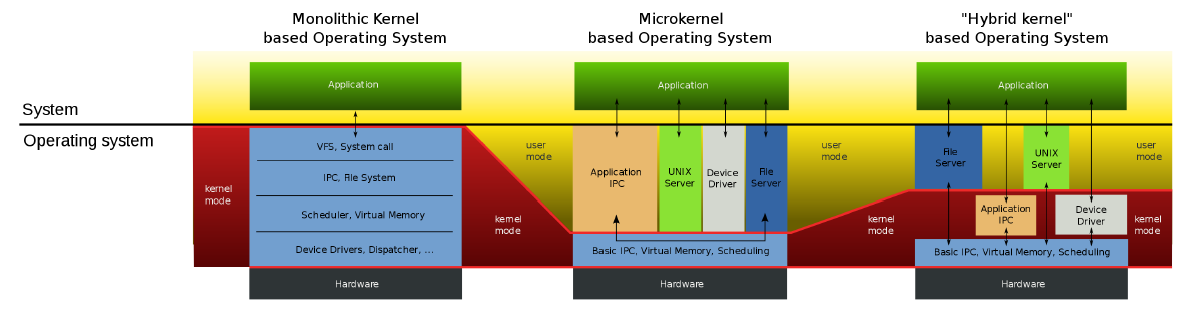 Monolithic Kernel
based Operating System
Microkernel
based Operating System
"Hybrid kernel"
based Operating System
System
Operating system
Application
kernel
mode
VFS, System call
IPC, File System
Scheduler, Virtual Memory
Device Drivers, Dispatcher, ...
Hardware
user
mode
kernel
mode
Application
Application
IPC
UNIX
Server
Device
Driver
File
Server
Basic IPC, Virtual Memory, Scheduling
Hardware
user
mode
kernel
mode
Application
File
Server
UNIX
Server
Application
IPC
Device
Driver
Basic IPC, Virtual Memory, Scheduling
Hardware
user
mode
kernel
mode